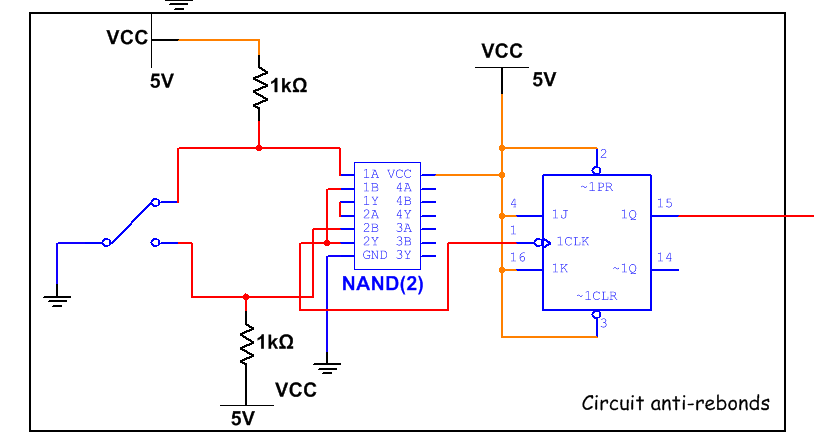 VCC
5V
1kΩ
VCC
5V
1A VCC
1B 4A
1Y 4B
2A 4Y
2B 3A
2Y 3B
GND 3Y
NAND(2)
2
~1PR
4
1J
1Q
15
1
1CLK
16
1K
~1Q
14
~1CLR
3
1kΩ
VCC
5V
Circuit anti-rebonds